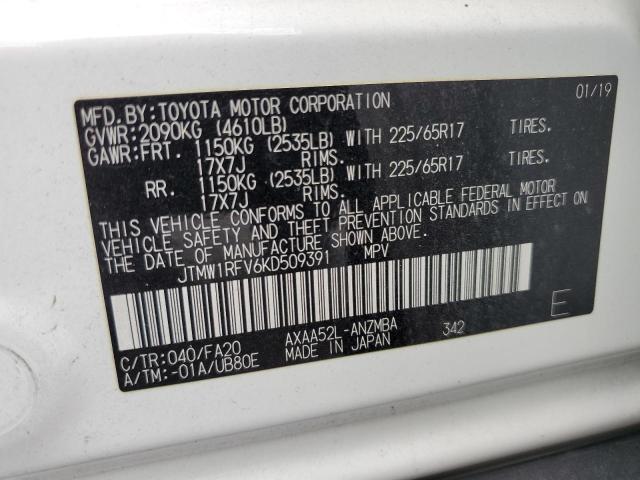 MFD.BY:TOYOTA MOTOR CORPORATION 01/19
GVWR:2090KG (4610LB)
GAWR:FRT. 1150KG (2535LB) WITH 225/65R17 TIRES.
17X7J RIMS.
RR. 1150KG (2535LB) WITH 225/65R17 TIRES.
17X7J RIMS.
THIS VEHICLE CONFORMS TO ALL APPLICABLE FEDERAL MOTOR
VEHICLE SAFETY AND THEFT PREVENTION STANDARDS IN EFFECT ON
THE DATE OF MANUFACTURE SHOWN ABOVE.
JTMW1RFV6KD509391 MPV
E
C/TR:040/FA20 AXAA52L-ANZMBA 342
A/TM:-01A/UB80E MADE IN JAPAN